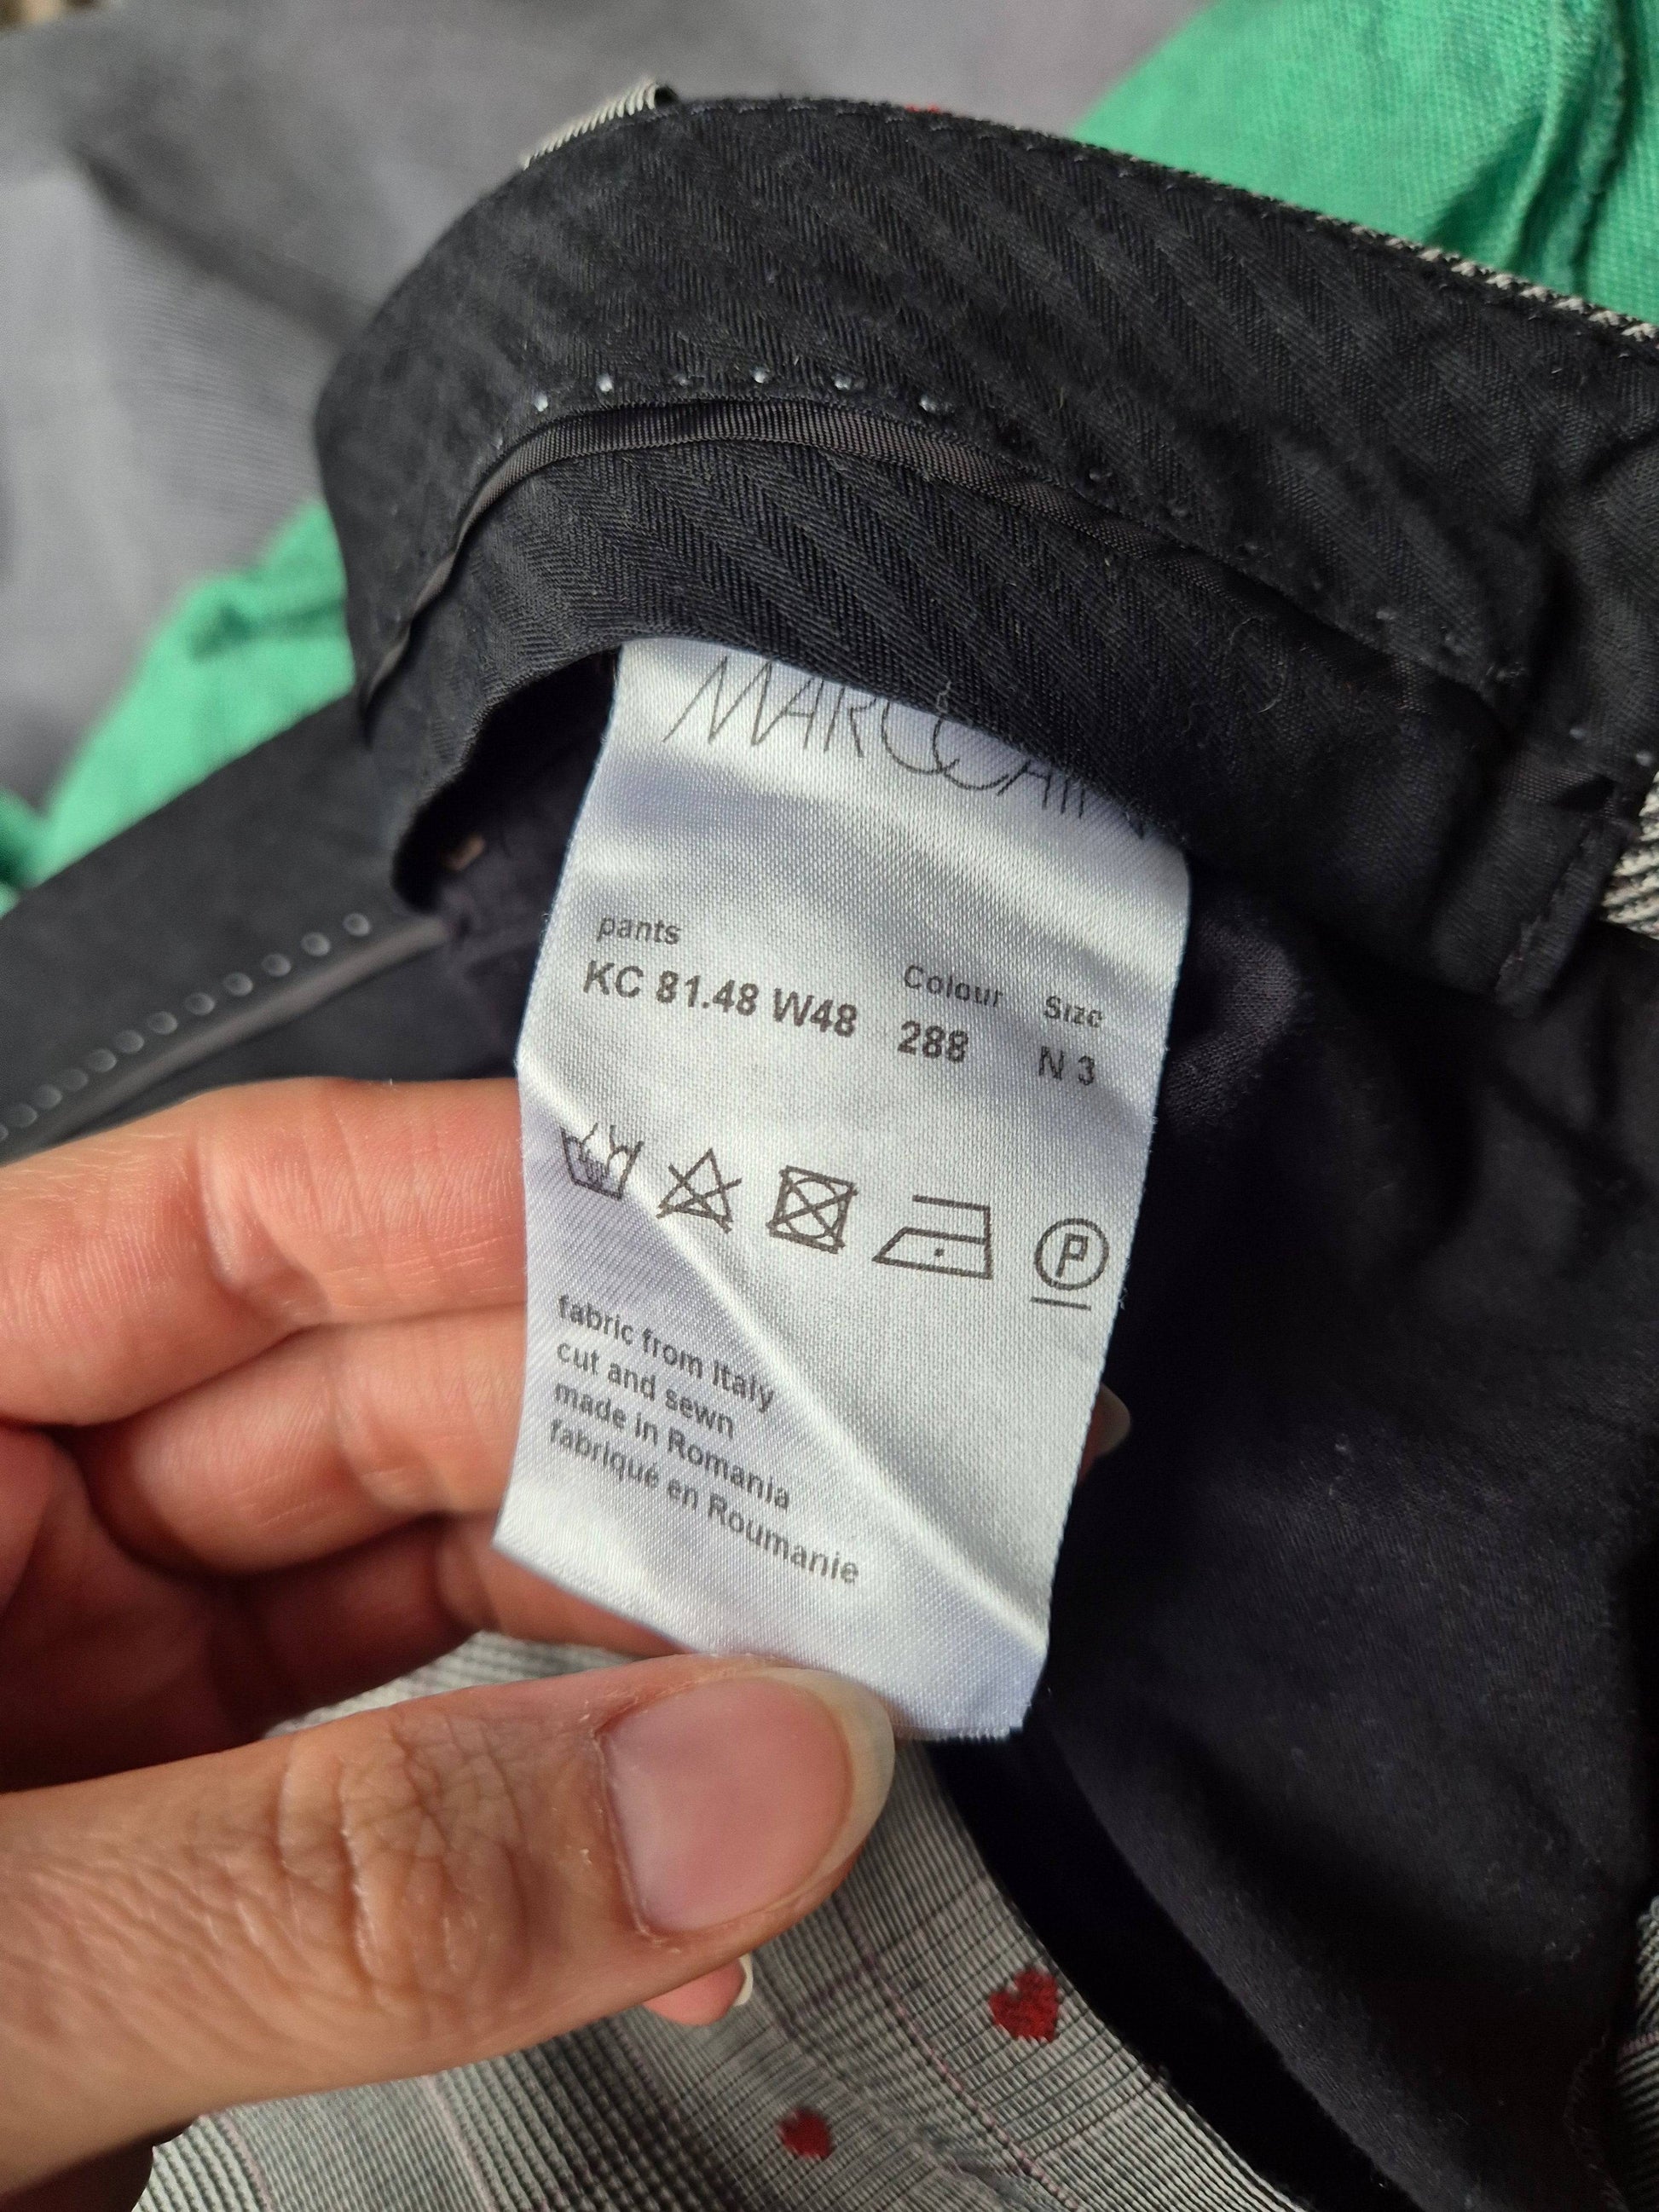 MARCCAIN
pants Colour Size
KC 81.48 W48 288 N 3
P
fabric from Italy
cut and sewn
made in Romania
fabriqué en Roumanie